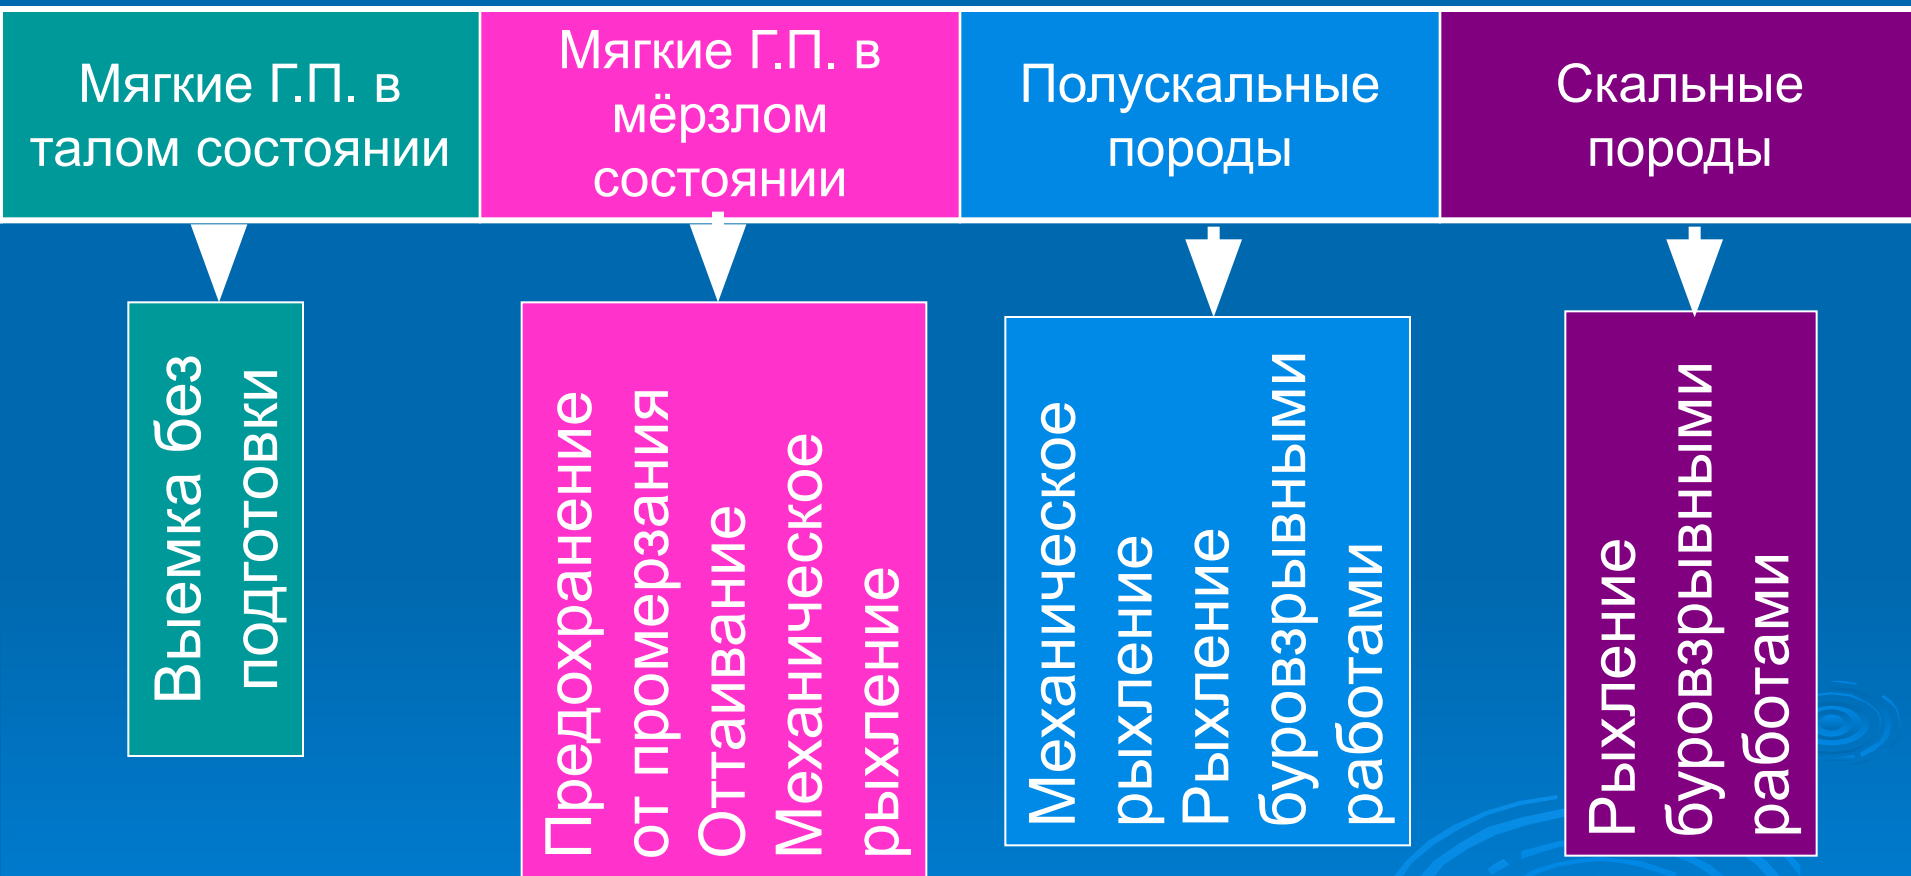 Мягкие Г.П. в
талом состоянии
Мягкие Г.П. в
мёрзлом
состоянии
Полускальные
породы
Скальные
породы
Выемка без
подготовки
Предохранение
от промерзания
Оттаивание
Механическое
рыхление
Механическое
рыхление
Рыхление
буровзрывными
работами
Рыхление
буровзрывными
работами